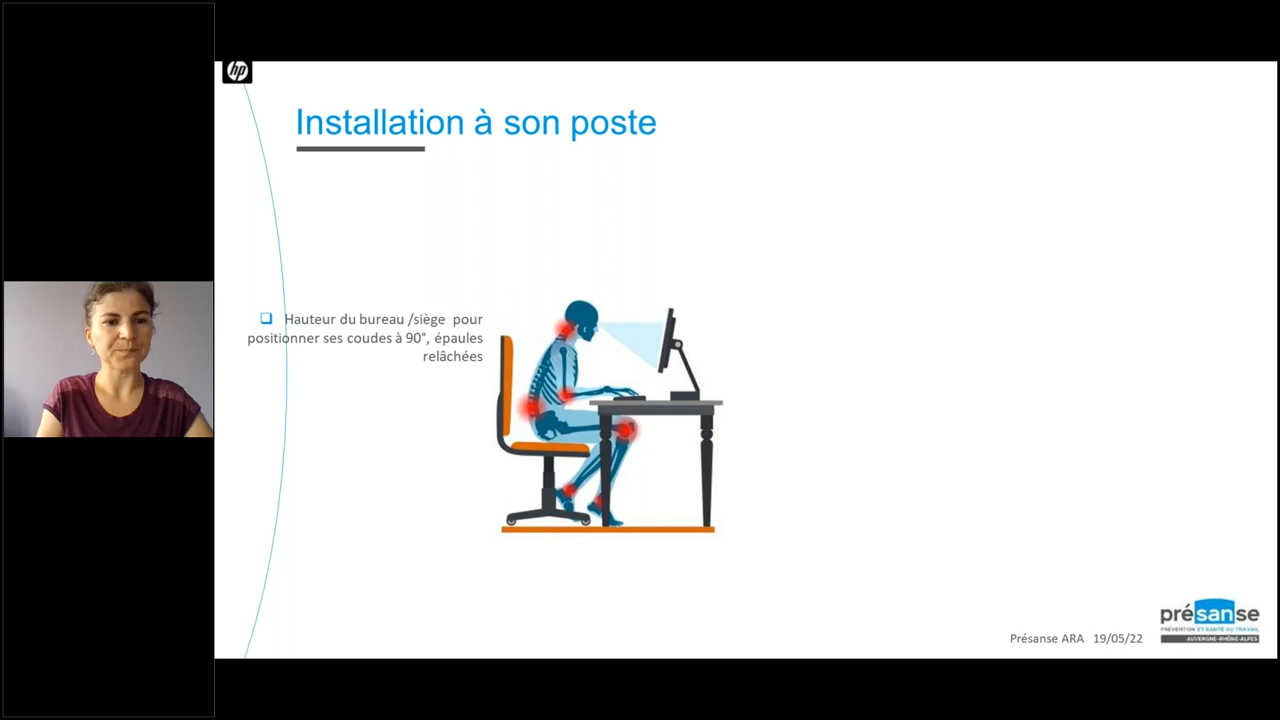 hp
Installation à son poste
❑ Hauteur du bureau /siège pour
positionner ses coudes à 90°, épaules
relâchées
présanse
PRÉVENTION ET SANTÉ AU TRAVAIL
AUVERGNE-RHÔNE-ALPES
Présanse ARA 19/05/22